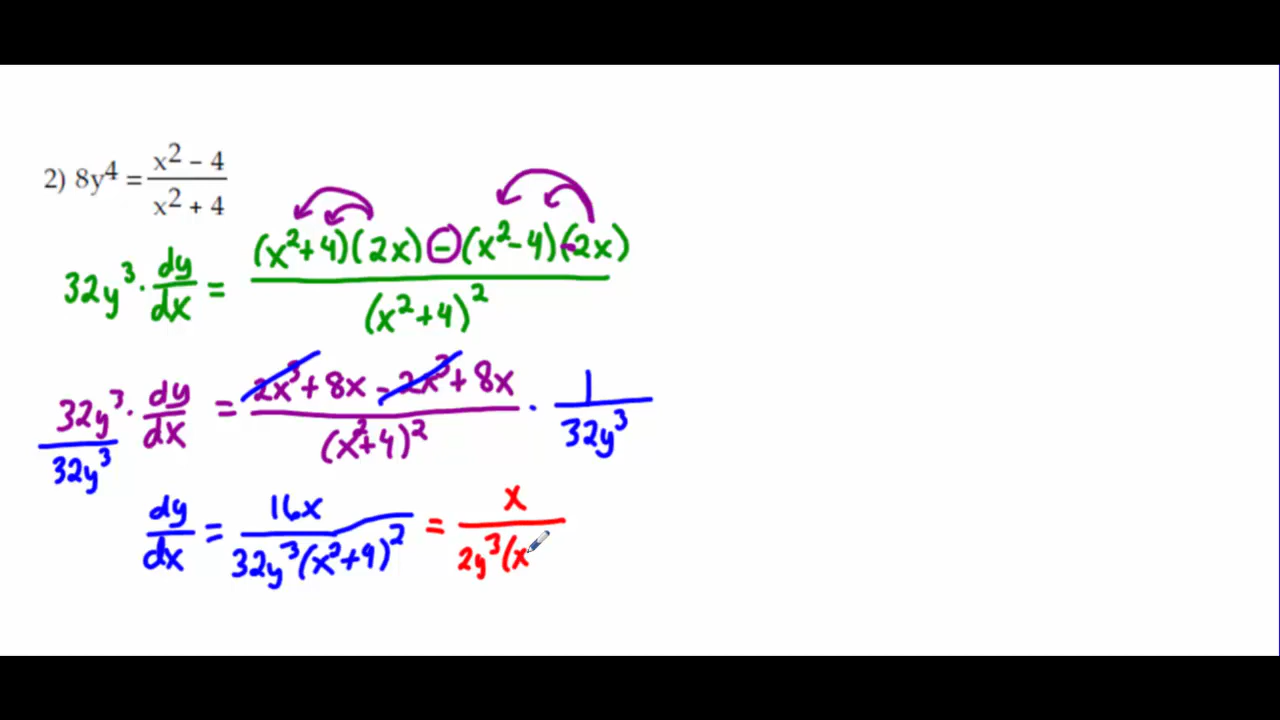 2) 8y⁴ = (x² − 4)/(x² + 4)
32y³ · dy/dx = ((x²+4)(2x) − (x²−4)(2x))/(x²+4)²
32y³/32y³ · dy/dx = (2x³ + 8x − 2x³ + 8x)/(x²+4)² · 1/32y³
dy/dx = 16x/32y³(x²+9)² = x/2y³(x